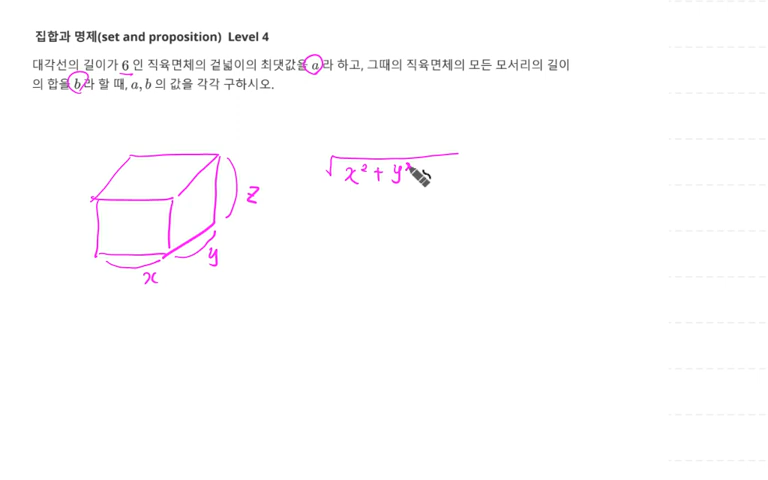 집합과 명제(set and proposition) Level 4
대각선의 길이가 6 인 직육면체의 겉넓이의 최댓값을 a 라 하고, 그때의 직육면체의 모든 모서리의 길이
의 합을 b 라 할 때, a, b 의 값을 각각 구하시오.
√x² + y²
z
y
x